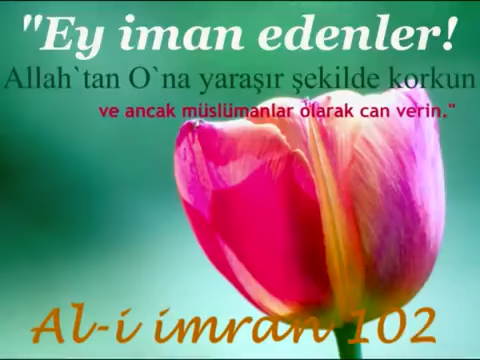 "Ey iman edenler!
Allah`tan O`na yaraşır şekilde korkun
ve ancak müslümanlar olarak can verin."
Al-i imran 102